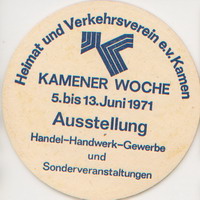 Heimat und Verkehrsverein e.v. Kamen
KAMENER WOCHE
5. bis 13. Juni 1971
Ausstellung
Handel-Handwerk-Gewerbe
und
Sonderveranstaltungen